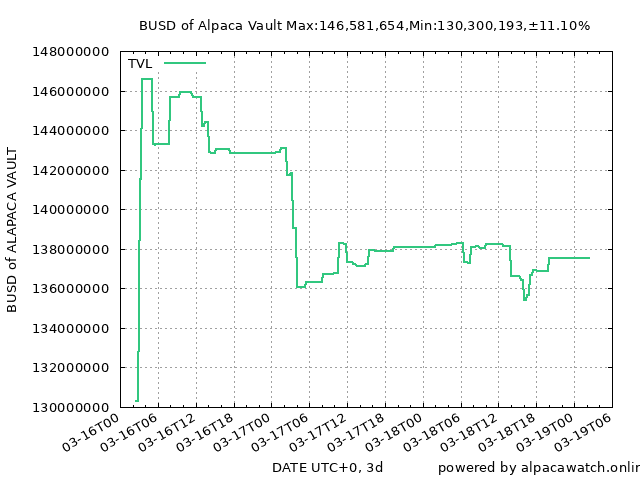 BUSD of Alpaca Vault Max:146,581,654,Min:130,300,193,±11.10%
TVL
148000000
146000000
144000000
142000000
140000000
138000000
136000000
134000000
132000000
130000000
BUSD of ALAPACA VAULT
03-16T00
03-16T06
03-16T12
03-16T18
03-17T00
03-17T06
03-17T12
03-17T18
03-18T00
03-18T06
03-18T12
03-18T18
03-19T00
03-19T06
DATE UTC+0, 3d
powered by alpacawatch.onlin